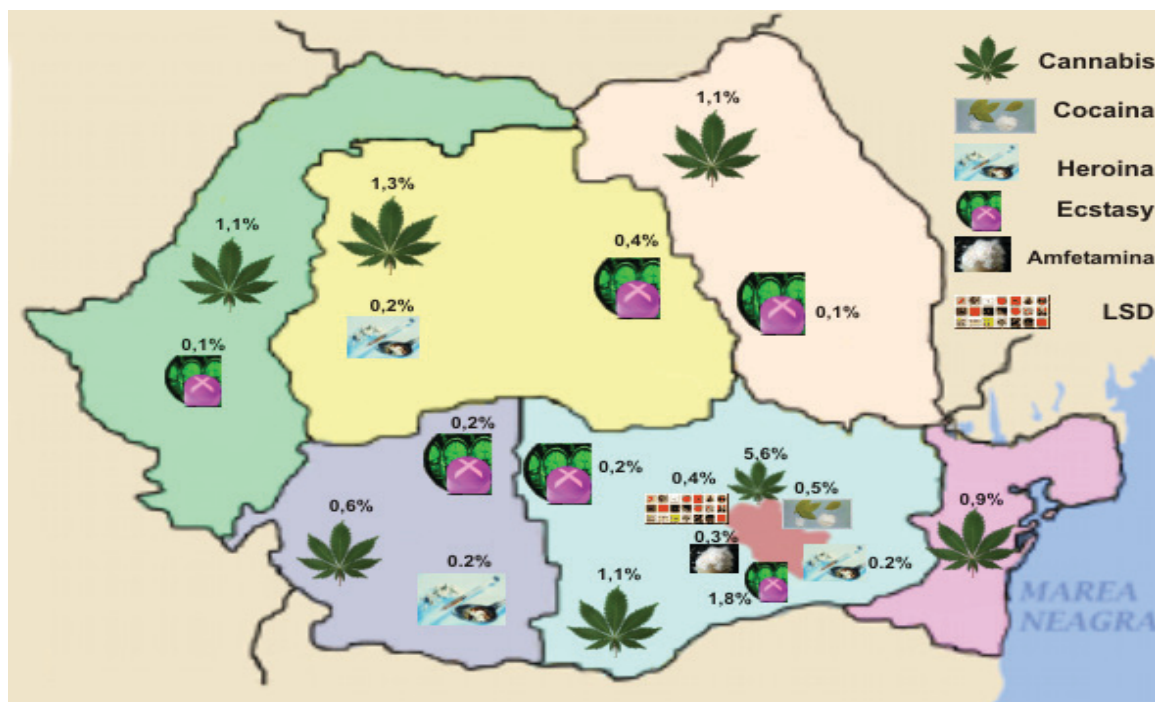 1,1%
Cannabis
Cocaina
1,3%
Heroina
Ecstasy
1,1%
0,4%
Amfetamina
0,2%
0,1%
LSD
0,1%
0,2%
0,2%
5,6%
0,4%
0,5%
0,6%
0,9%
0,3%
0.2%
0.2%
1,1%
1,8%
MAREA
NEAGRA